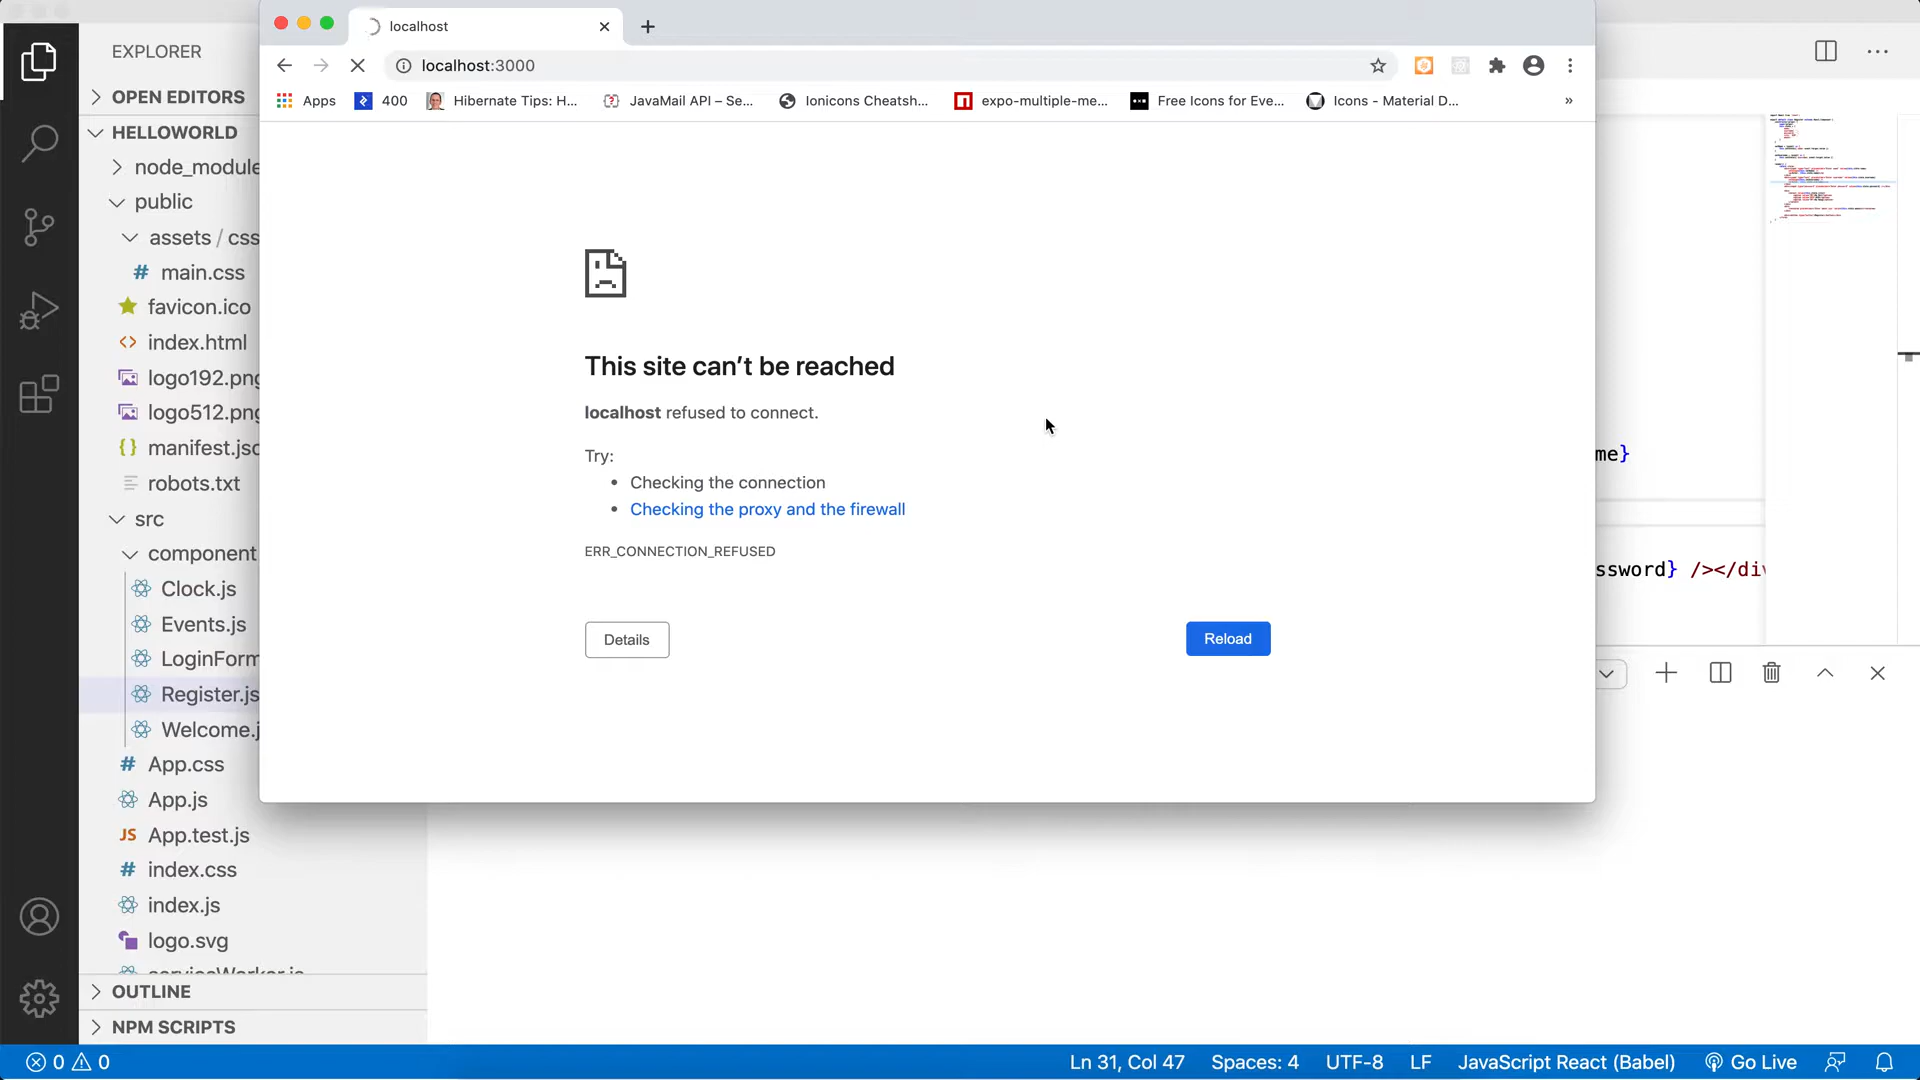 localhost
localhost:3000
Apps
400
Hibernate Tips: H...
JavaMail API – Se...
Ionicons Cheatsh...
expo-multiple-me...
Free Icons for Eve...
Icons - Material D...
»
EXPLORER
OPEN EDITORS
HELLOWORLD
node_module
public
assets / css
# main.css
favicon.ico
<> index.html
logo192.png
logo512.png
{} manifest.jso
robots.txt
src
component
Clock.js
Events.js
LoginForm
Register.js
Welcome.j
# App.css
App.js
JS App.test.js
# index.css
index.js
logo.svg
serviceWorker.js
OUTLINE
NPM SCRIPTS
This site can’t be reached
localhost refused to connect.
Try:
• Checking the connection
• Checking the proxy and the firewall
ERR_CONNECTION_REFUSED
Details
Reload
me}
ssword} /></div
0 0
Ln 31, Col 47
Spaces: 4
UTF-8
LF
JavaScript React (Babel)
Go Live